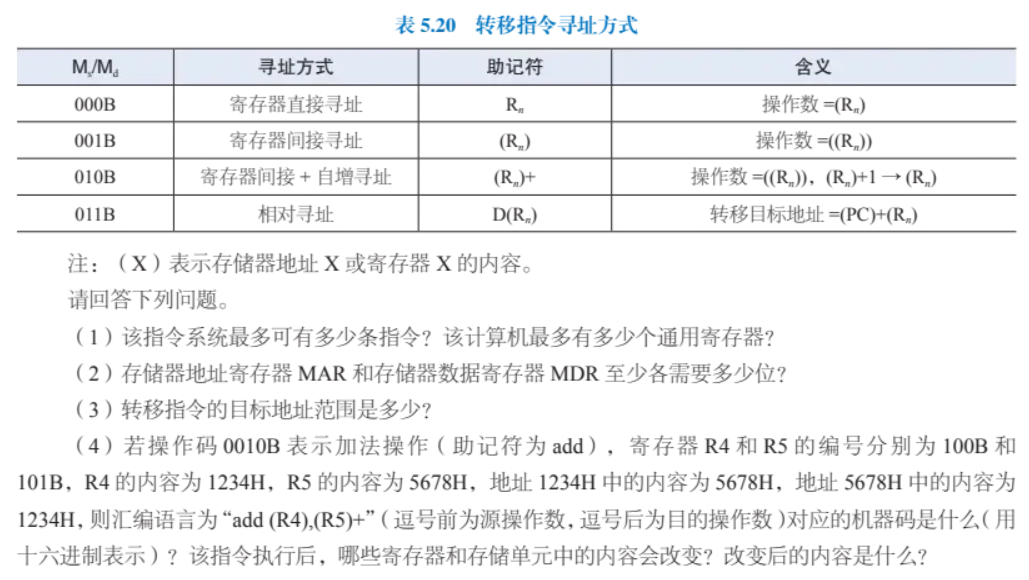 表 5.20 转移指令寻址方式
Ms/Md 寻址方式 助记符 含义
000B 寄存器直接寻址 Rn 操作数 =(Rn)
001B 寄存器间接寻址 (Rn) 操作数 =((Rn))
010B 寄存器间接 + 自增寻址 (Rn)+ 操作数 =((Rn))，(Rn)+1 → (Rn)
011B 相对寻址 D(Rn) 转移目标地址 =(PC)+(Rn)
注：（X）表示存储器地址 X 或寄存器 X 的内容。
请回答下列问题。
（1）该指令系统最多可有多少条指令？该计算机最多有多少个通用寄存器？
（2）存储器地址寄存器 MAR 和存储器数据寄存器 MDR 至少各需要多少位？
（3）转移指令的目标地址范围是多少？
（4）若操作码 0010B 表示加法操作（助记符为 add），寄存器 R4 和 R5 的编号分别为 100B 和
101B，R4 的内容为 1234H，R5 的内容为 5678H，地址 1234H 中的内容为 5678H，地址 5678H 中的内容为
1234H，则汇编语言为“add (R4),(R5)+”（逗号前为源操作数，逗号后为目的操作数）对应的机器码是什么（用
十六进制表示）？该指令执行后，哪些寄存器和存储单元中的内容会改变？改变后的内容是什么？